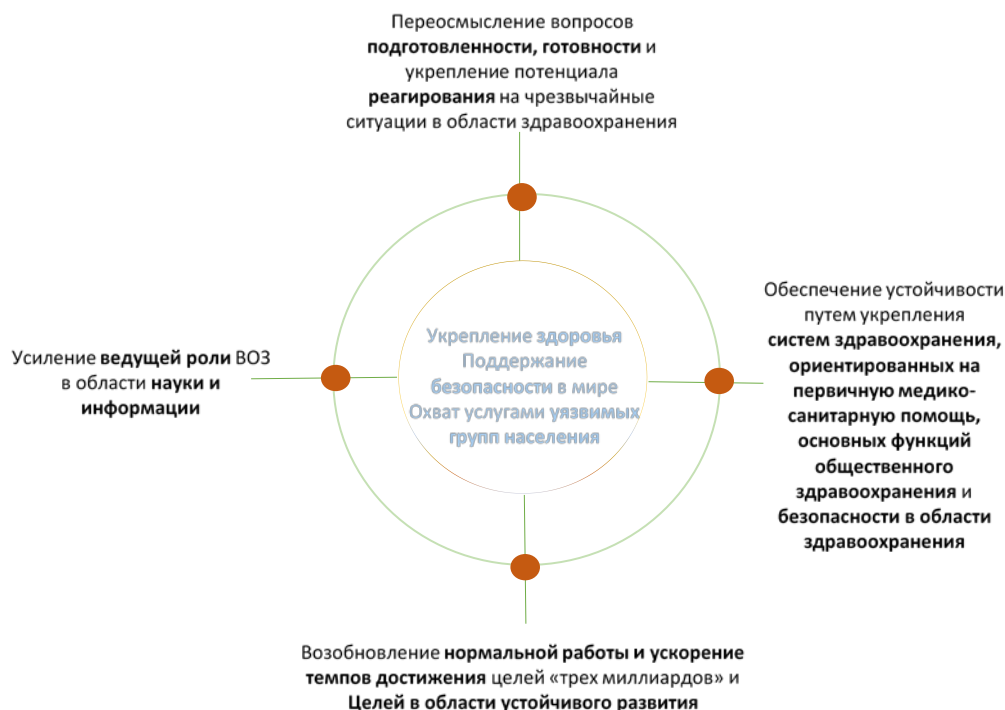 Переосмысление вопросов
подготовленности, готовности и
укрепление потенциала
реагирования на чрезвычайные
ситуации в области здравоохранения
Обеспечение устойчивости
путем укрепления
систем здравоохранения,
ориентированных на
первичную медико-
санитарную помощь,
основных функций
общественного
здравоохранения и
безопасности в области
здравоохранения
Укрепление здоровья
Поддержание
безопасности в мире
Охват услугами уязвимых
групп населения
Усиление ведущей роли ВОЗ
в области науки и
информации
Возобновление нормальной работы и ускорение
темпов достижения целей «трех миллиардов» и
Целей в области устойчивого развития